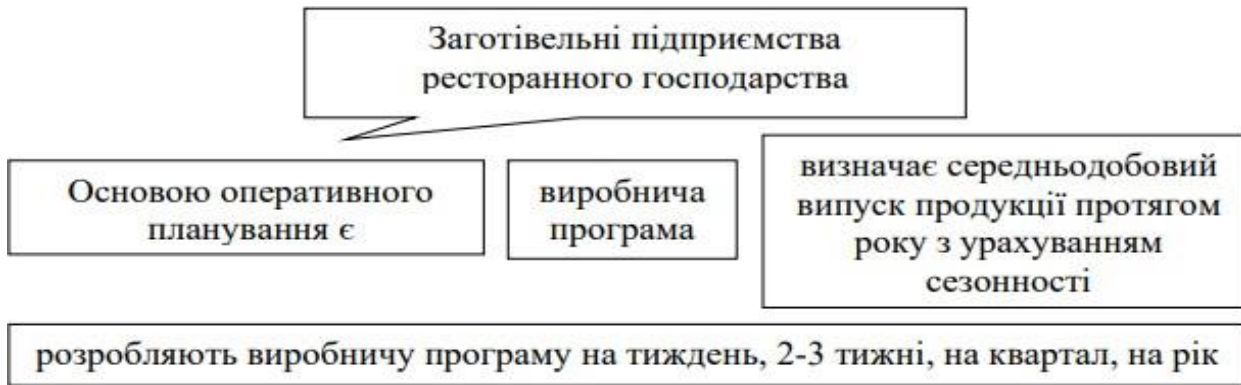 Заготівельні підприємства
ресторанного господарства
Основою оперативного
планування є
виробнича
програма
визначає середньодобовий
випуск продукції протягом
року з урахуванням
сезонності
розробляють виробничу програму на тиждень, 2-3 тижні, на квартал, на рік